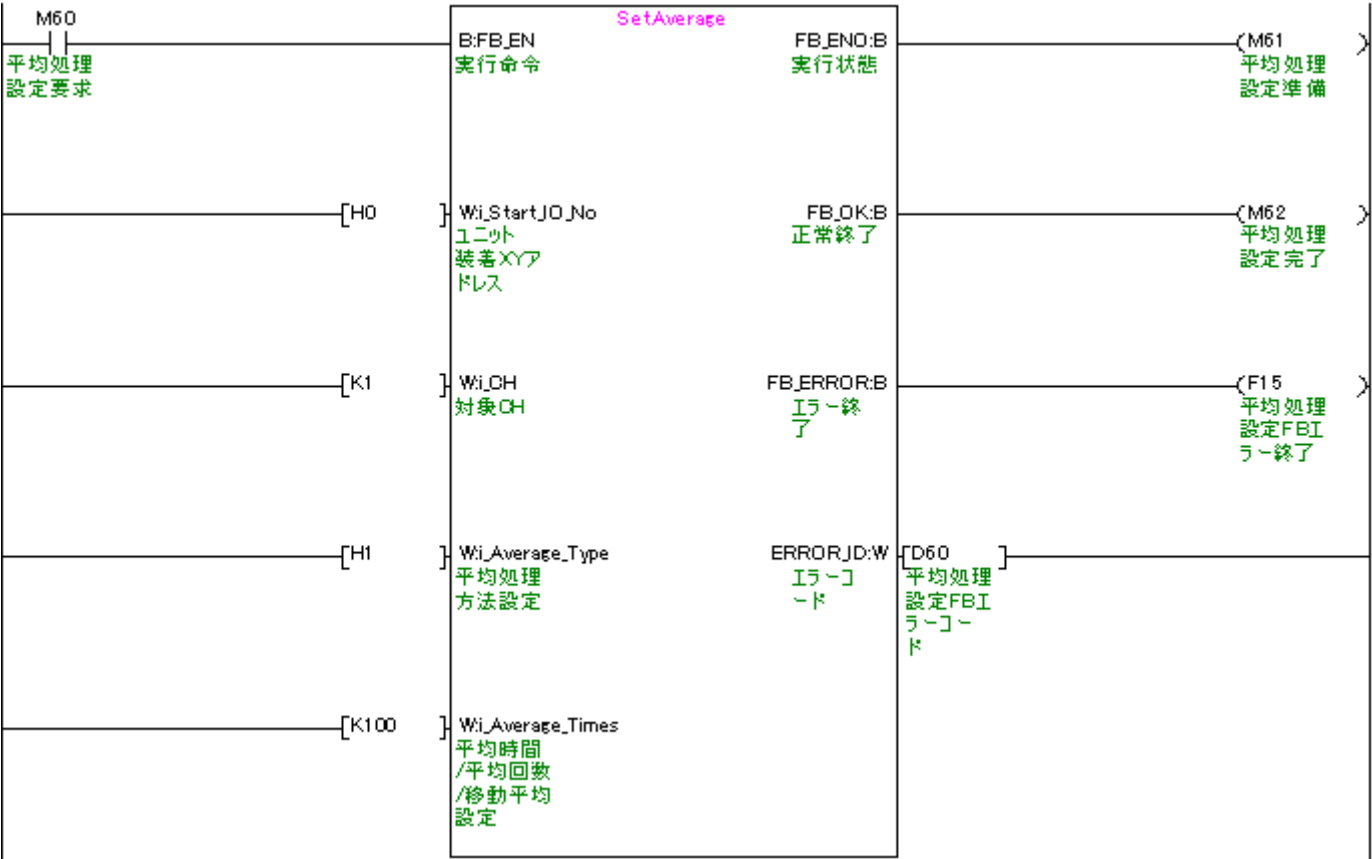 SetAverage
M60
B:FB_EN
FB_ENO:B
M61
平均処理
設定要求
実行命令
実行状態
平均処理
設定準備
H0
W:i_Start_IO_No
FB_OK:B
M62
ユニット
装着XYア
ドレス
正常終了
平均処理
設定完了
K1
W:i_CH
FB_ERROR:B
F15
対象CH
エラー終
了
平均処理
設定FBエ
ラー終了
H1
W:i_Average_Type
ERROR_ID:W
D60
平均処理
方法設定
エラーコ
ード
平均処理
設定FBエ
ラーコー
ド
K100
W:i_Average_Times
平均時間
/平均回数
/移動平均
設定